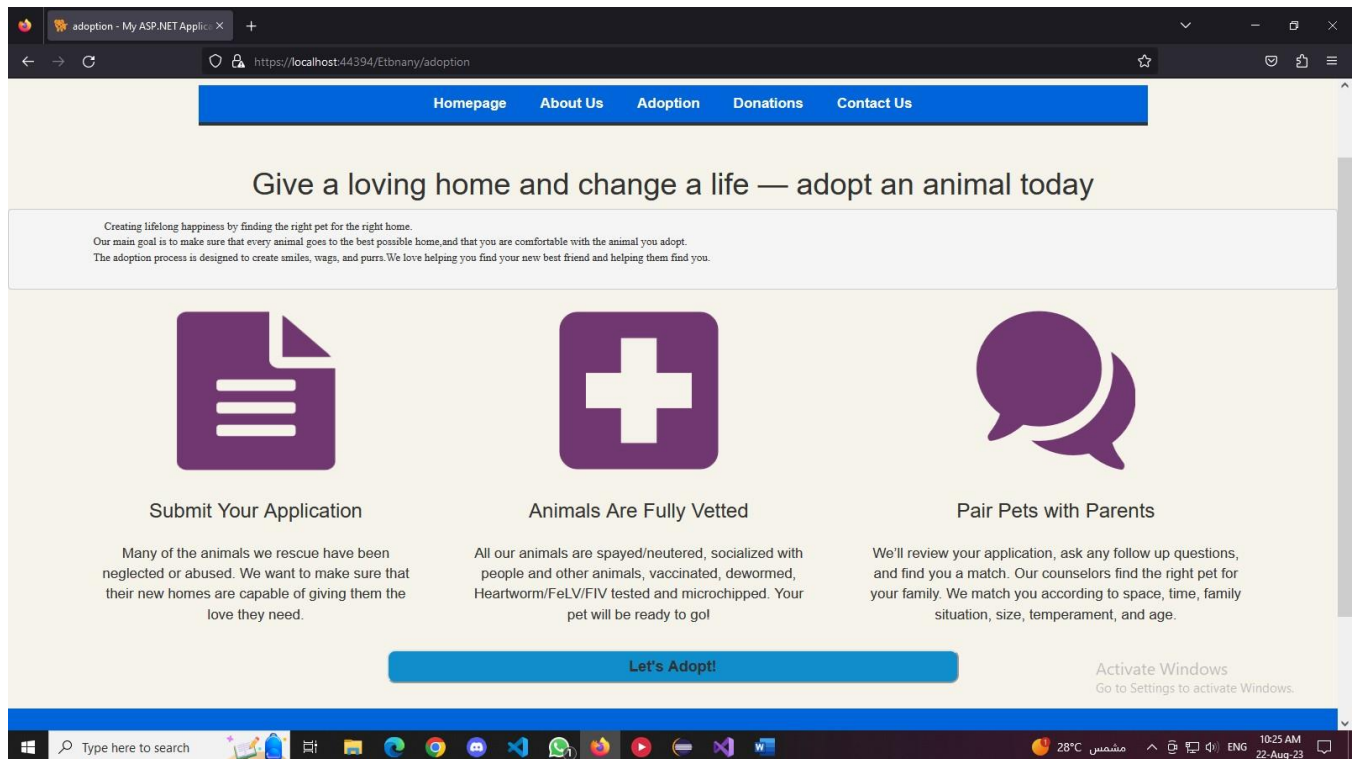 adoption - My ASP.NET Applic
https://localhost:44394/Etbnany/adoption
Homepage About Us Adoption Donations Contact Us
Give a loving home and change a life — adopt an animal today
Creating lifelong happiness by finding the right pet for the right home.
Our main goal is to make sure that every animal goes to the best possible home,and that you are comfortable with the animal you adopt.
The adoption process is designed to create smiles, wags, and purrs.We love helping you find your new best friend and helping them find you.
Submit Your Application
Many of the animals we rescue have been
neglected or abused. We want to make sure that
their new homes are capable of giving them the
love they need.
Animals Are Fully Vetted
All our animals are spayed/neutered, socialized with
people and other animals, vaccinated, dewormed,
Heartworm/FeLV/FIV tested and microchipped. Your
pet will be ready to go!
Pair Pets with Parents
We'll review your application, ask any follow up questions,
and find you a match. Our counselors find the right pet for
your family. We match you according to space, time, family
situation, size, temperament, and age.
Let's Adopt!
Activate Windows
Go to Settings to activate Windows.
Type here to search
28°C مشمس ENG
10:25 AM
22-Aug-23